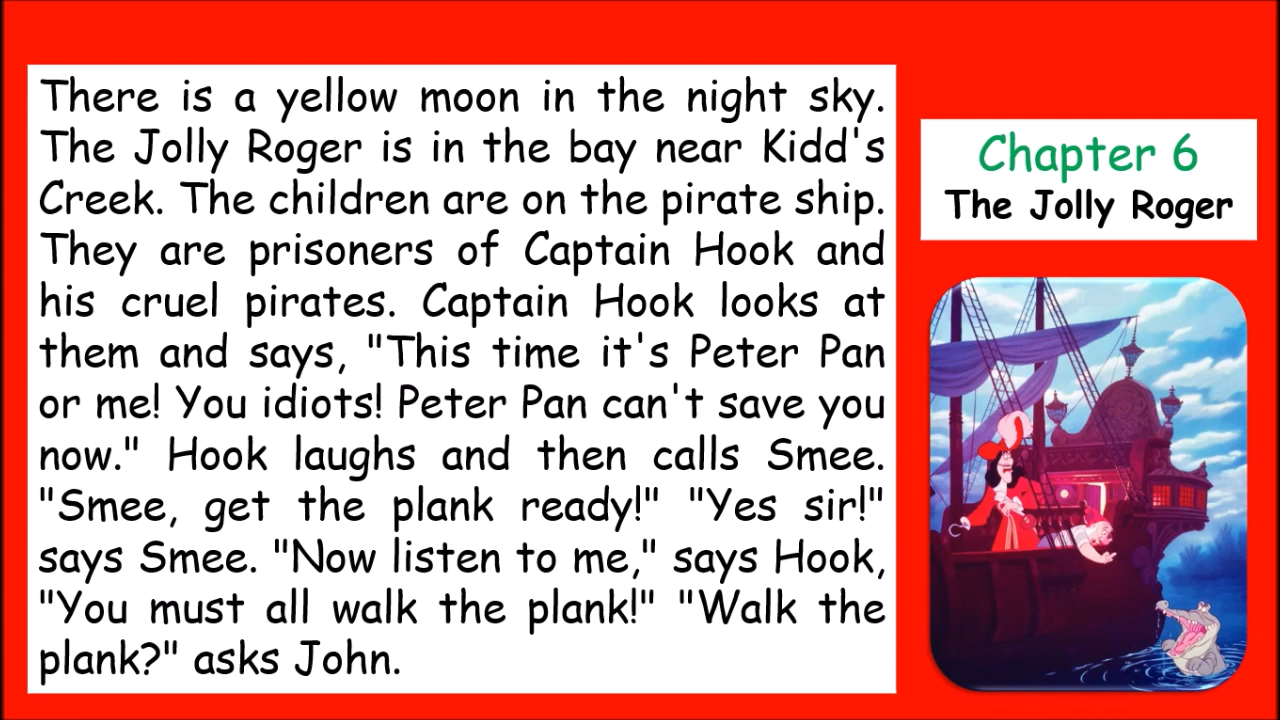 There is a yellow moon in the night sky.
The Jolly Roger is in the bay near Kidd's
Creek. The children are on the pirate ship.
They are prisoners of Captain Hook and
his cruel pirates. Captain Hook looks at
them and says, "This time it's Peter Pan
or me! You idiots! Peter Pan can't save you
now." Hook laughs and then calls Smee.
"Smee, get the plank ready!" "Yes sir!"
says Smee. "Now listen to me," says Hook,
"You must all walk the plank!" "Walk the
plank?" asks John.
Chapter 6
The Jolly Roger